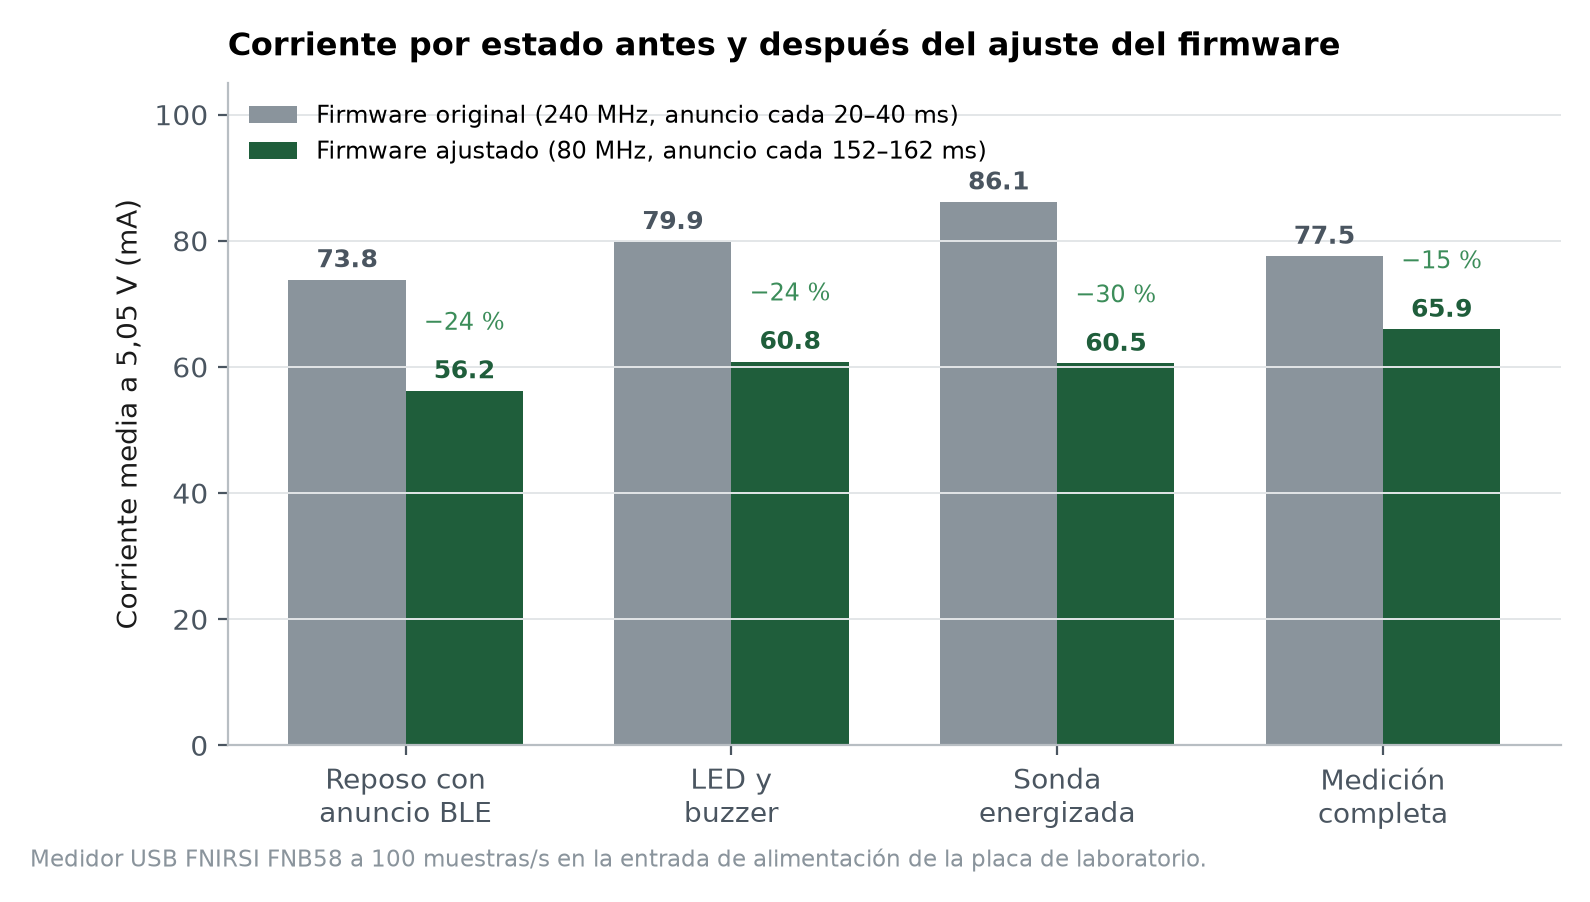 Corriente por estado antes y después del ajuste del firmware
Firmware original (240 MHz, anuncio cada 20–40 ms)
Firmware ajustado (80 MHz, anuncio cada 152–162 ms)
Corriente media a 5,05 V (mA)
100
80
60
40
20
0
73.8
56.2
−24 %
79.9
60.8
−24 %
86.1
60.5
−30 %
77.5
65.9
−15 %
Reposo con
anuncio BLE
LED y
buzzer
Sonda
energizada
Medición
completa
Medidor USB FNIRSI FNB58 a 100 muestras/s en la entrada de alimentación de la placa de laboratorio.